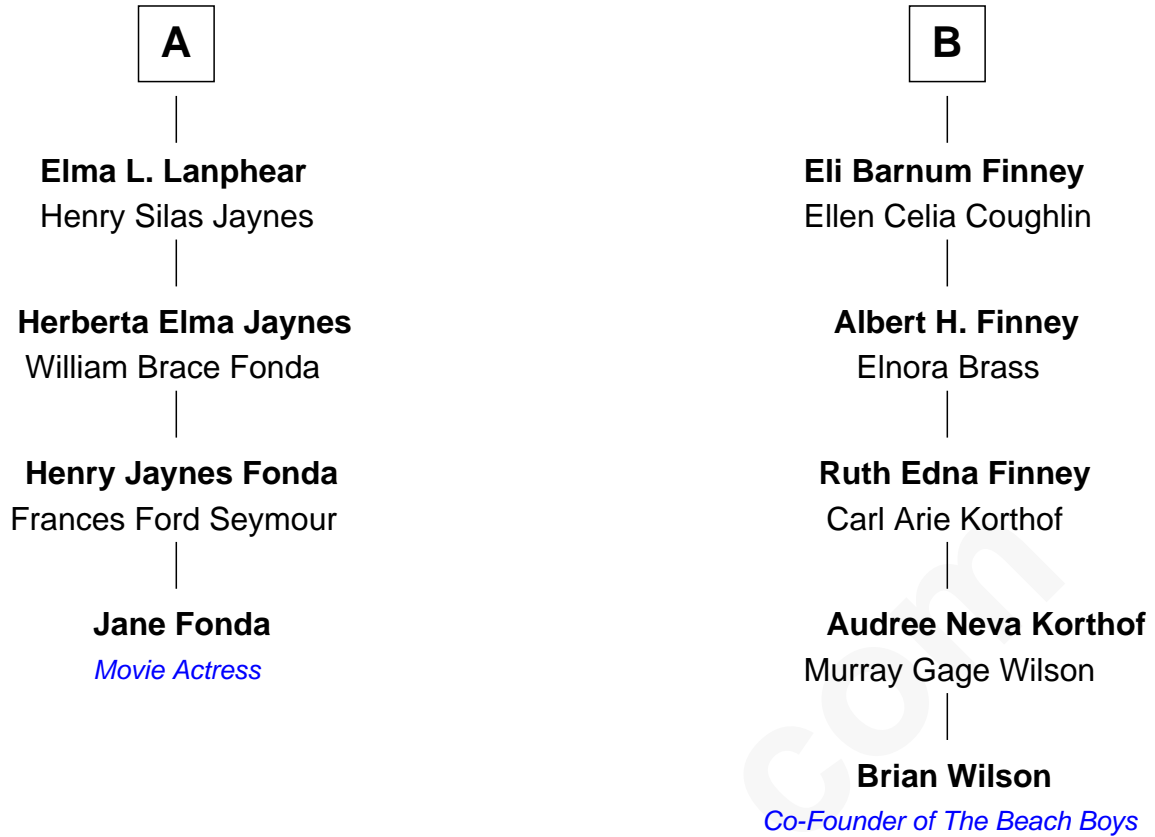 A
Elma L. Lanphear
Henry Silas Jaynes
Herberta Elma Jaynes
William Brace Fonda
Henry Jaynes Fonda
Frances Ford Seymour
Jane Fonda
Movie Actress
B
Eli Barnum Finney
Ellen Celia Coughlin
Albert H. Finney
Elnora Brass
Ruth Edna Finney
Carl Arie Korthof
Audree Neva Korthof
Murray Gage Wilson
Brian Wilson
Co-Founder of The Beach Boys
com